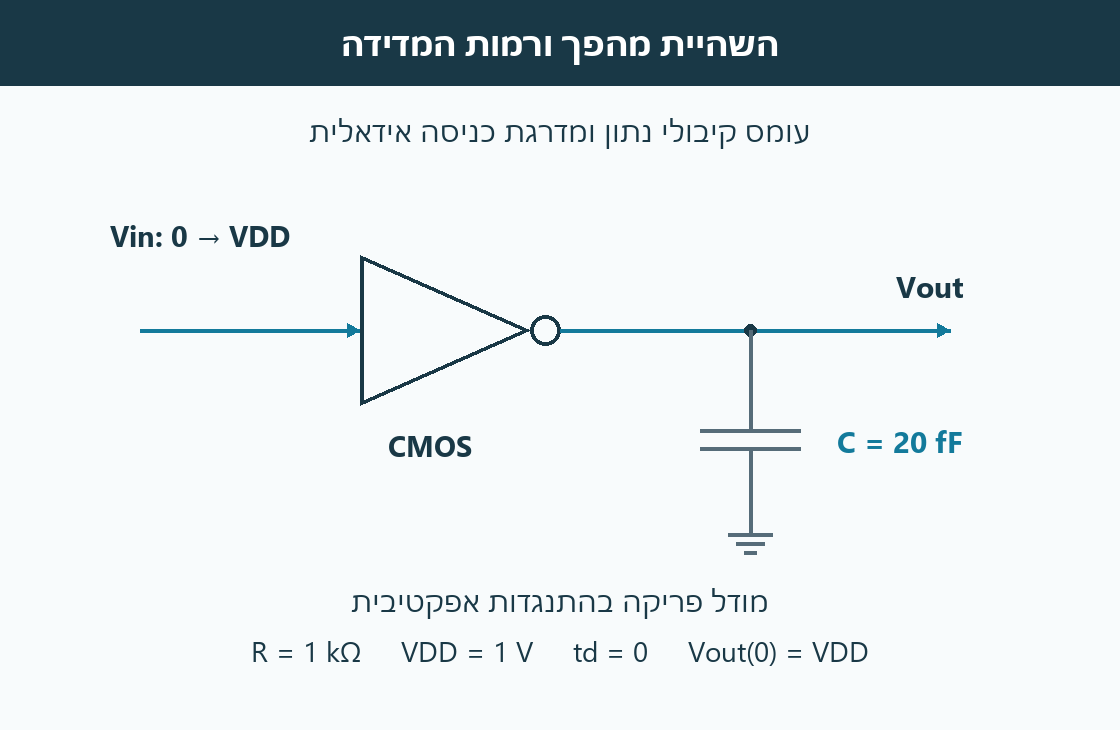 השהיית מהפך ורמות המדידה
עומס קיבולי נתון ומדרגת כניסה אידאלית
Vin: 0 → VDD
Vout
CMOS
C = 20 fF
מודל פריקה בהתנגדות אפקטיבית
R = 1 kΩ VDD = 1 V td = 0 Vout(0) = VDD